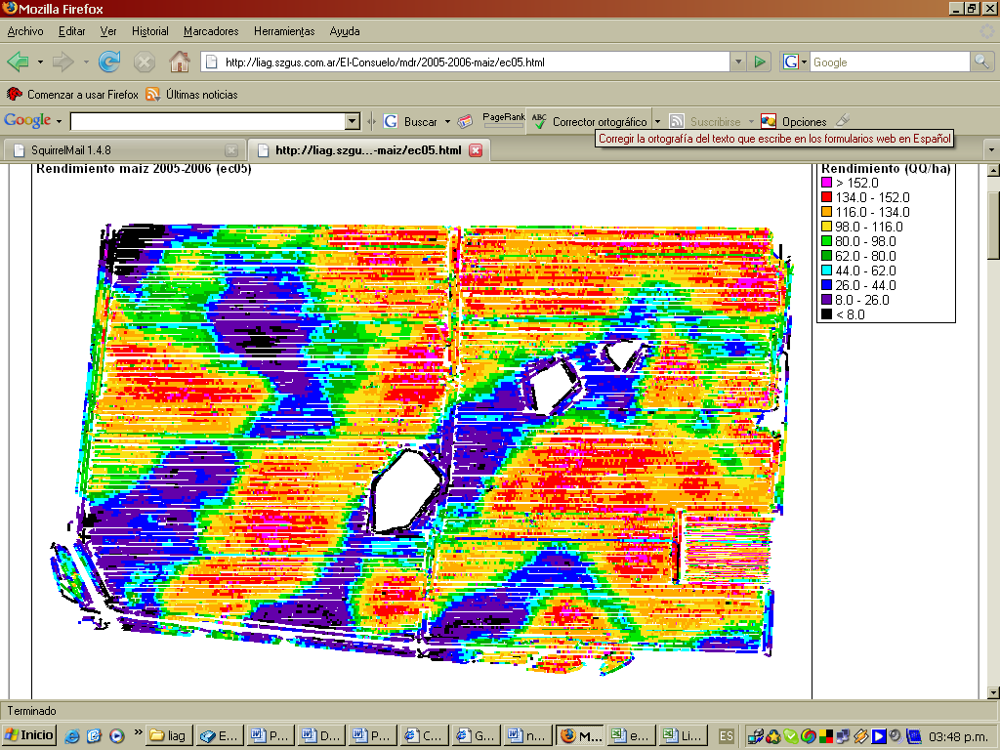 Mozilla Firefox
Archivo Editar Ver Historial Marcadores Herramientas Ayuda
http://liag.szgus.com.ar/El-Consuelo/mdr/2005-2006-maiz/ec05.html
G Google
Comenzar a usar Firefox Últimas noticias
Google G Buscar PageRank ABC Corrector ortográfico Suscribirse Opciones
Corregir la ortografía del texto que escribe en los formularios web en Español
SquirrelMail 1.4.8 http://liag.szgu...-maiz/ec05.html
Rendimiento maiz 2005-2006 (ec05)
Rendimiento (QQ/ha)
> 152.0
134.0 - 152.0
116.0 - 134.0
98.0 - 116.0
80.0 - 98.0
62.0 - 80.0
44.0 - 62.0
26.0 - 44.0
8.0 - 26.0
< 8.0
Terminado
Inicio » liag E... P... D... P... C... G... n... M... e... Li... ES 03:48 p.m.